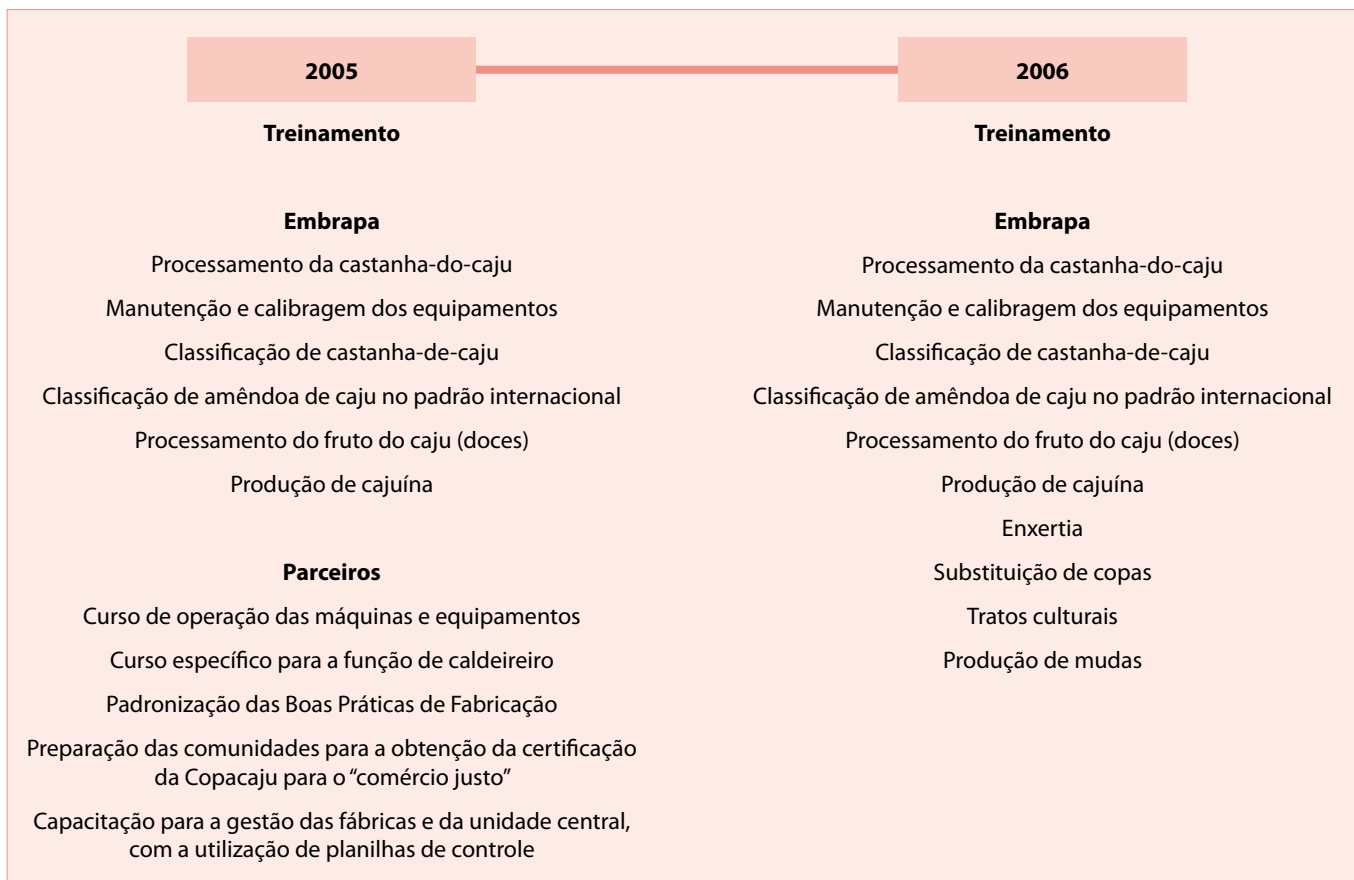 2005
Treinamento
Embrapa
Processamento da castanha-do-caju
Manutenção e calibragem dos equipamentos
Classificação de castanha-de-caju
Classificação de amêndoa de caju no padrão internacional
Processamento do fruto do caju (doces)
Produção de cajuína
Parceiros
Curso de operação das máquinas e equipamentos
Curso específico para a função de caldeireiro
Padronização das Boas Práticas de Fabricação
Preparação das comunidades para a obtenção da certificação
da Copacaju para o “comércio justo”
Capacitação para a gestão das fábricas e da unidade central,
com a utilização de planilhas de controle
2006
Treinamento
Embrapa
Processamento da castanha-do-caju
Manutenção e calibragem dos equipamentos
Classificação de castanha-de-caju
Classificação de amêndoa de caju no padrão internacional
Processamento do fruto do caju (doces)
Produção de cajuína
Enxertia
Substituição de copas
Tratos culturais
Produção de mudas